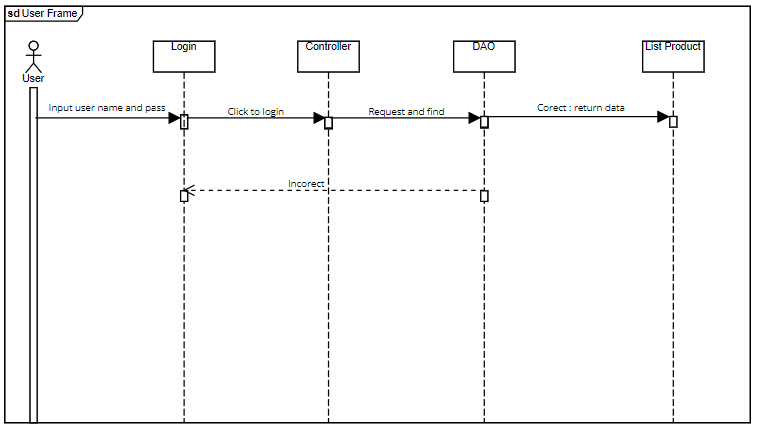 sd User Frame
Login
Controller
DAO
List Product
User
Input user name and pass
Click to login
Request and find
Corect : return data
Incorect